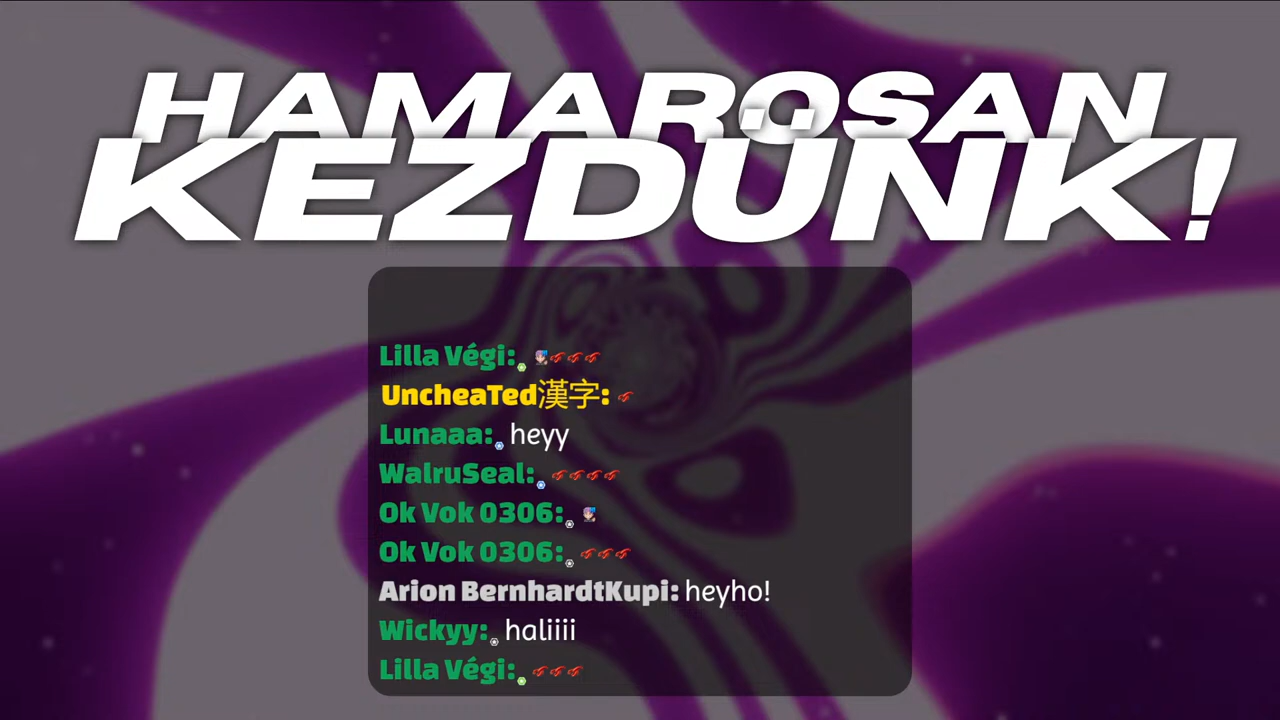 HAMAROSAN
KEZDÜNK!
Lilla Végi:
UncheaTed漢字:
Lunaaa: heyy
WalruSeal:
Ok Vok 0306:
Ok Vok 0306:
Arion BernhardtKupi: heyho!
Wickyy: haliiii
Lilla Végi: